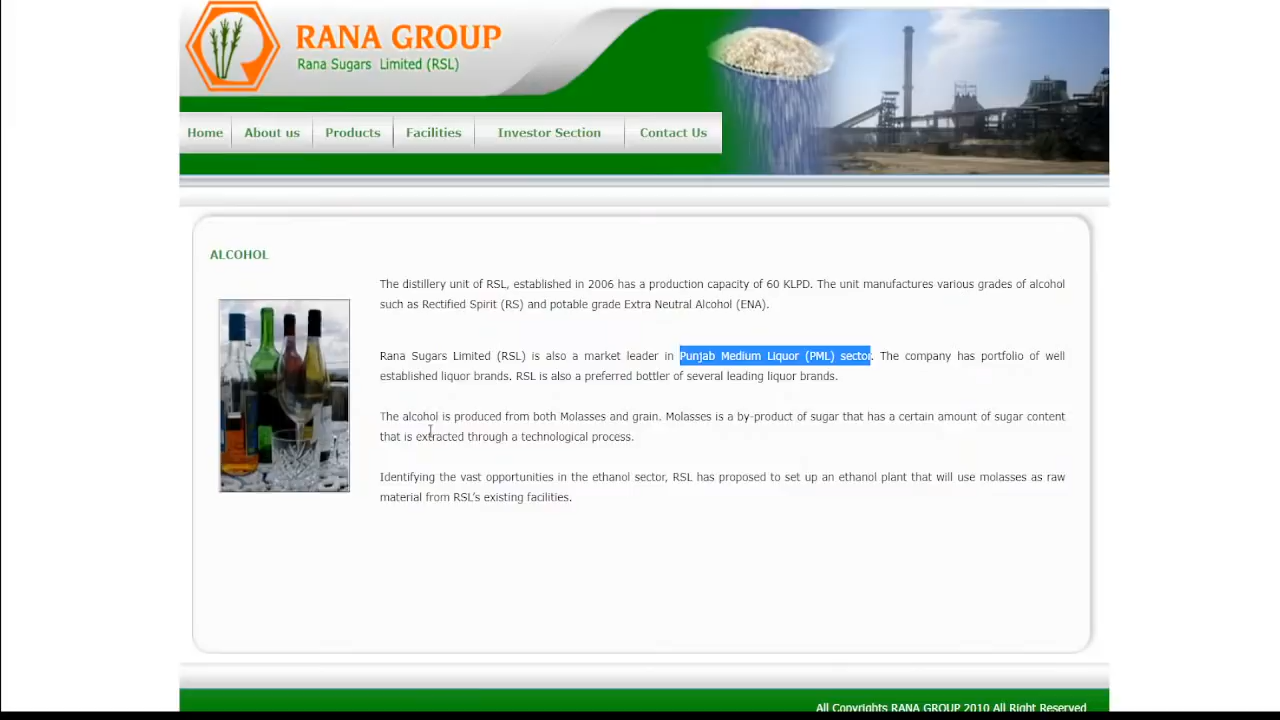 RANA GROUP
Rana Sugars Limited (RSL)
Home About us Products Facilities Investor Section Contact Us
ALCOHOL
The distillery unit of RSL, established in 2006 has a production capacity of 60 KLPD. The unit manufactures various grades of alcohol
such as Rectified Spirit (RS) and potable grade Extra Neutral Alcohol (ENA).
Rana Sugars Limited (RSL) is also a market leader in Punjab Medium Liquor (PML) sector. The company has portfolio of well
established liquor brands. RSL is also a preferred bottler of several leading liquor brands.
The alcohol is produced from both Molasses and grain. Molasses is a by-product of sugar that has a certain amount of sugar content
that is extracted through a technological process.
Identifying the vast opportunities in the ethanol sector, RSL has proposed to set up an ethanol plant that will use molasses as raw
material from RSL's existing facilities.
All Copyrights RANA GROUP 2010 All Right Reserved